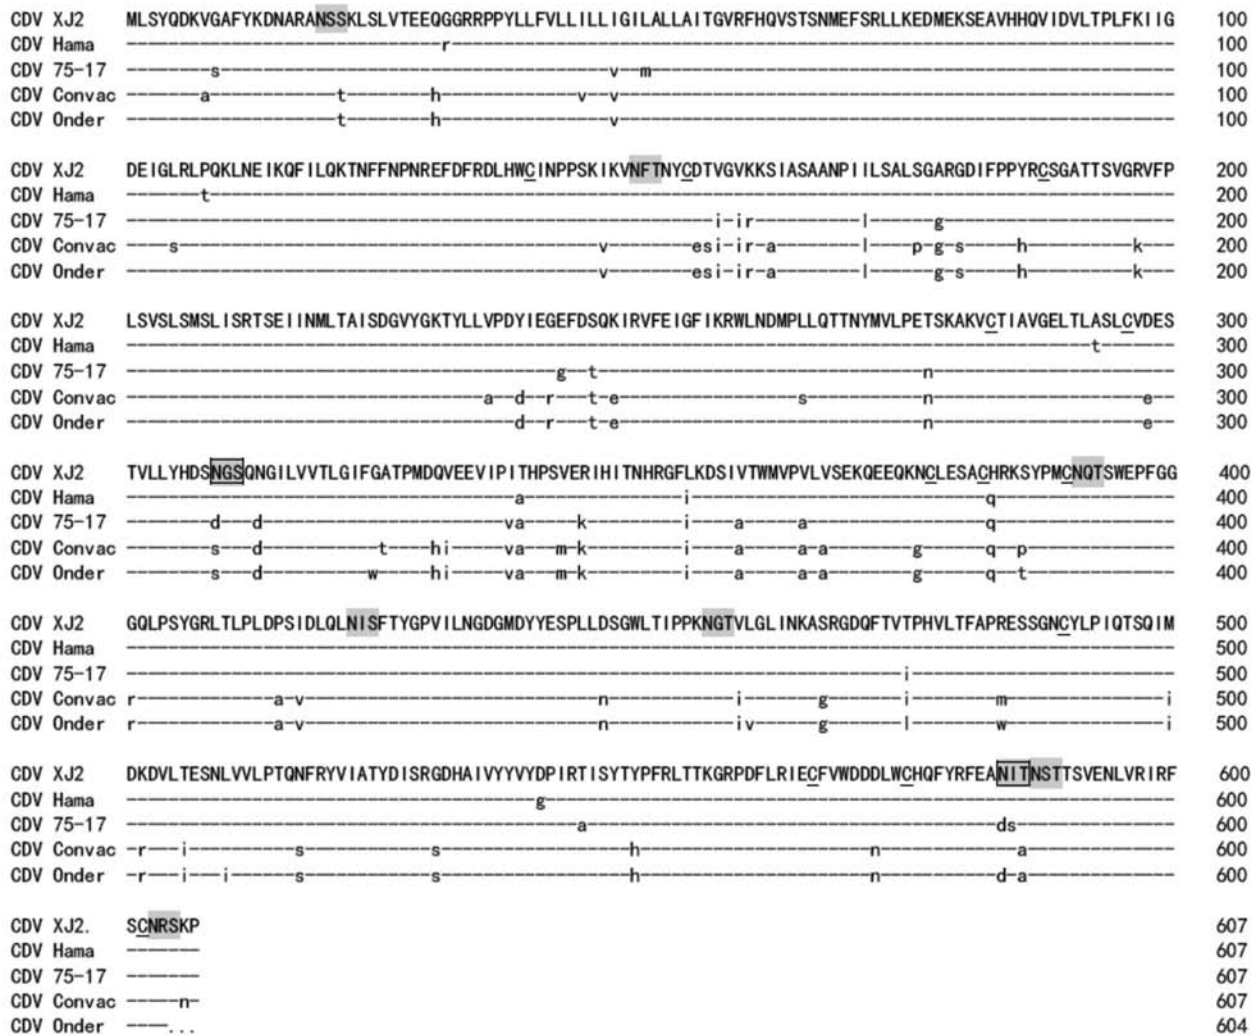 CDV XJ2 MLSYQDKVGAFYKDNARANSSKLSLVTEEQGGRRPPYLLFVLLILLIGILALLAITGVRFHQVSTSNMEFSRLLKEDMEKSEAVHHQVIDVLTPLFKIIG 100
CDV Hama ------------------------------r--------------------------------------------------------------------- 100
CDV 75-17 --------s-------------------------------------v--m-------------------------------------------------- 100
CDV Convac -------a------------t--------h-------------v--v----------------------------------------------------- 100
CDV Onder --------------------t--------h----------------v----------------------------------------------------- 100
CDV XJ2 DEIGLRLPQKLNEIKQFILQKTNFFNPNREFDFRDLHWCINPPSKIKVNFTNYCDTVGVKKSIASAANPIILSALSGARGDIFPPYRCSGATTSVGRVFP 200
CDV Hama -------t-------------------------------------------------------------------------------------------- 200
CDV 75-17 --------------------------------------------------------i-ir----------l------g---------------------- 200
CDV Convac ----s----------------------------------------v--------esi-ir-a--------l----p-g-s-----h----------k--- 200
CDV Onder ---------------------------------------------v--------esi-ir-a--------l------g-s-----h----------k--- 200
CDV XJ2 LSVSLSMSLISRTSEIINMLTAISDGVYGKTYLLVPDYIEGEFDSQKIRVFEIGFIKRWLNDMPLLQTTNYMVLPETSKAKVCTIAVGELTLASLCVDES 300
CDV Hama --------------------------------------------------------------------------------------------t------- 300
CDV 75-17 -----------------------------------------g--t-------------------------------n----------------------- 300
CDV Convac ----------------------------------a--d--r---t-e-----------------s-----------n--------------------e-- 300
CDV Onder -------------------------------------d--r---t-e-----------------------------n--------------------e-- 300
CDV XJ2 TVLLYHDSNGSQNGILVVTLGIFGATPMDQVEEVIPITHPSVERIHITNHRGFLKDSIVTWMVPVLVSEKQEEQKNCLESACHRKSYPMCNQTSWEPFGG 400
CDV Hama -------------------------------------a---------------i----------------------------q----------------- 400
CDV 75-17 --------d---d-----------------------va-----k---------i----a-----a-----------------q----------------- 400
CDV Convac --------s---d-----------t----hi-----va---m-k---------i----a-----a-a--------g------q--p-------------- 400
CDV Onder --------s---d----------w-----hi-----va---m-k---------i----a-----a-a--------g------q--t-------------- 400
CDV XJ2 GQLPSYGRLTLPLDPSIDLQLNISFTYGPVILNGDGMDYYESPLLDSGWLTIPPKNGTVLGLINKASRGDQFTVTPHVLTFAPRESSGNCYLPIQTSQIM 500
CDV Hama ---------------------------------------------------------------------------------------------------- 500
CDV 75-17 --------------------------------------------------------------------------i------------------------- 500
CDV Convac r-------------a-v----------------------------n------------i-------g-------i--------m---------------i 500
CDV Onder r-------------a-v----------------------------n------------iv------g-------l--------w---------------i 500
CDV XJ2 DKDVLTESNLVVLPTQNFRYVIATYDISRGDHAIVYYVYDPIRTISYTYPFRLTTKGRPDFLRIECFVWDDDLWCHQFYRFEANITNSTTSVENLVRIRF 600
CDV Hama ---------------------------------------g------------------------------------------------------------ 600
CDV 75-17 -------------------------------------------a---------------------------------------ds--------------- 600
CDV Convac -r---i----------s------------s------------------h----------------------n-------------a-------------- 600
CDV Onder -r---i---i------s------------s------------------h----------------------n-----------d-a-------------- 600
CDV XJ2. SCNRSKP 607
CDV Hama ------- 607
CDV 75-17 ------- 607
CDV Convac -----n- 607
CDV Onder ----... 604